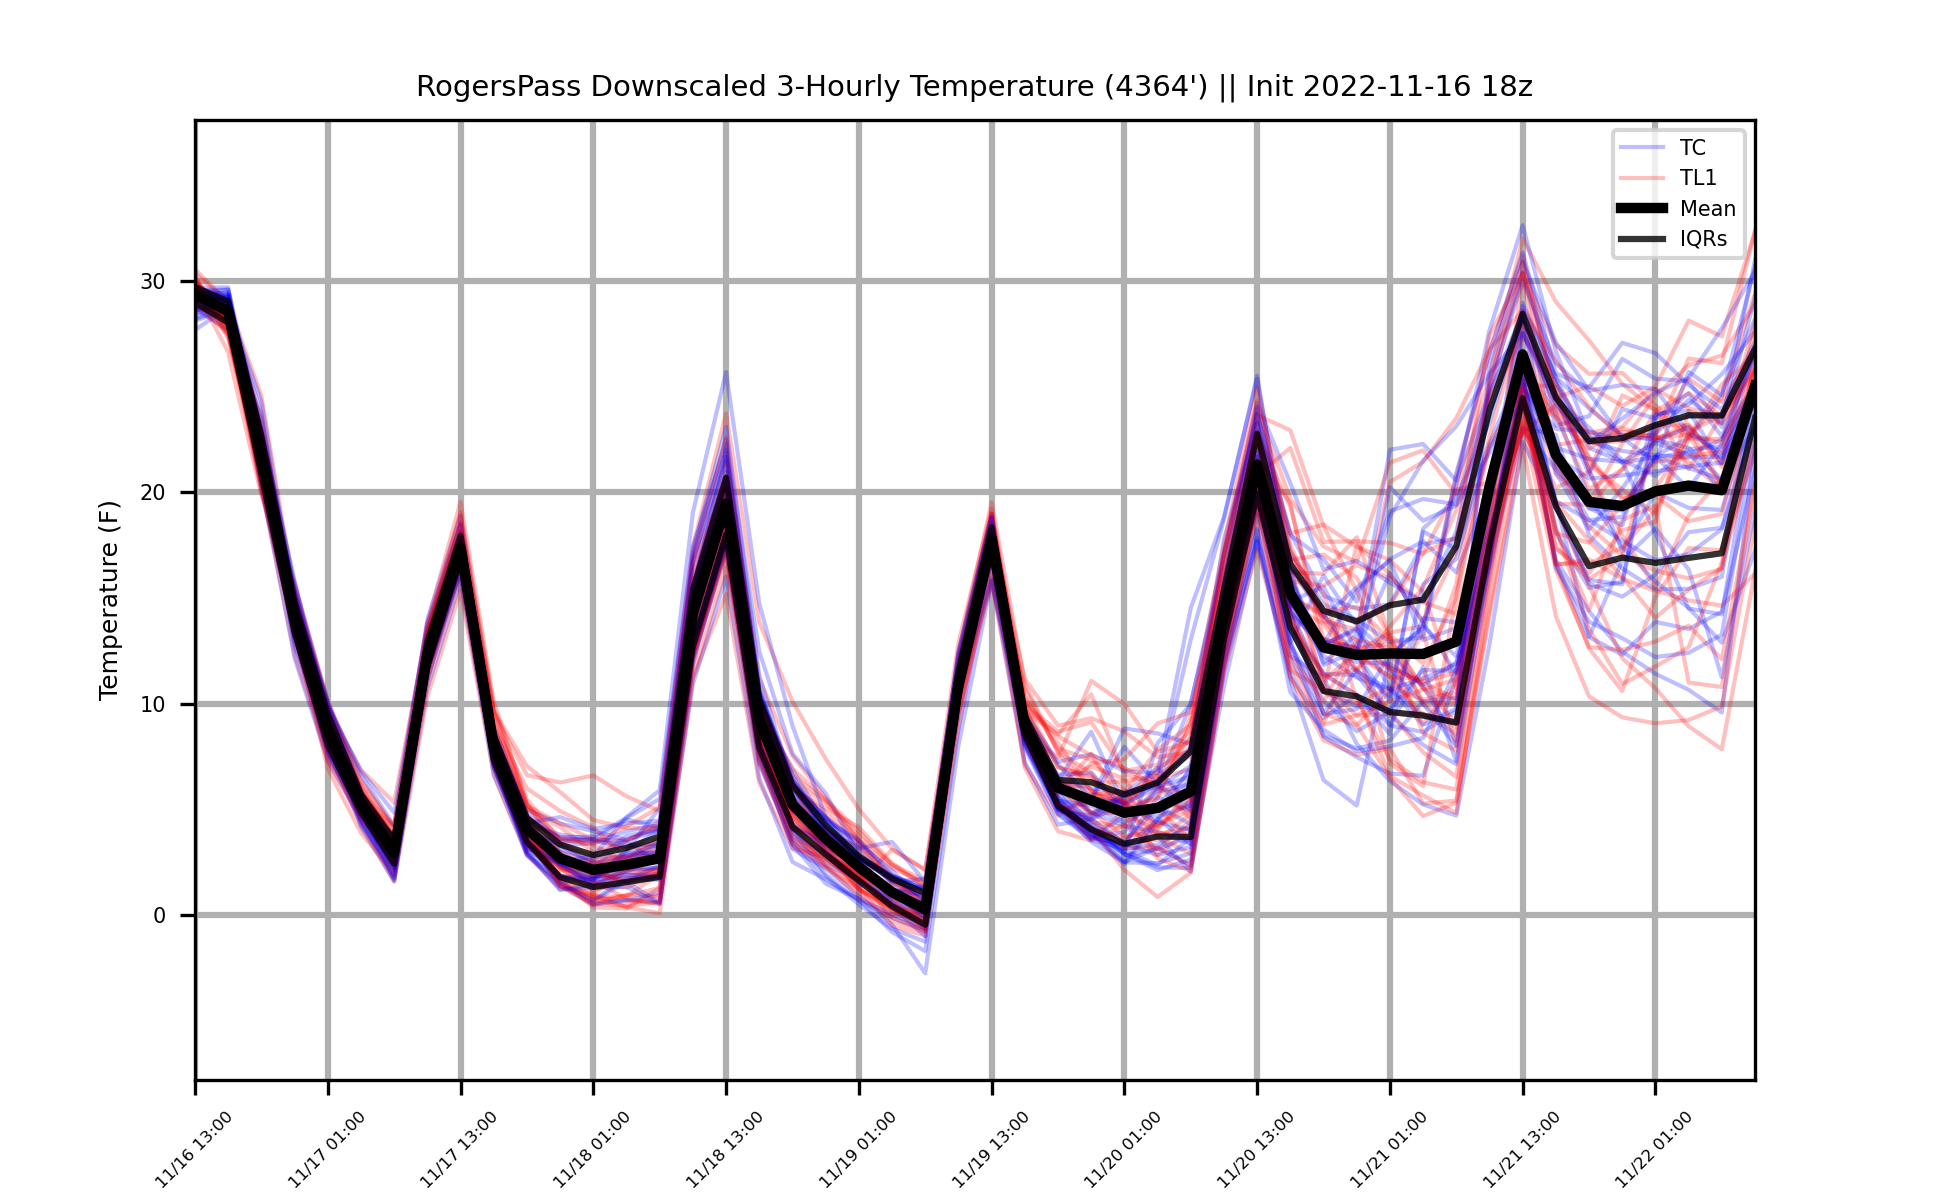 RogersPass Downscaled 3-Hourly Temperature (4364') || Init 2022-11-16 18z
TC
TL1
Mean
IQRs
Temperature (F)
30
20
10
0
11/16 13:00
11/17 01:00
11/17 13:00
11/18 01:00
11/18 13:00
11/19 01:00
11/19 13:00
11/20 01:00
11/20 13:00
11/21 01:00
11/21 13:00
11/22 01:00